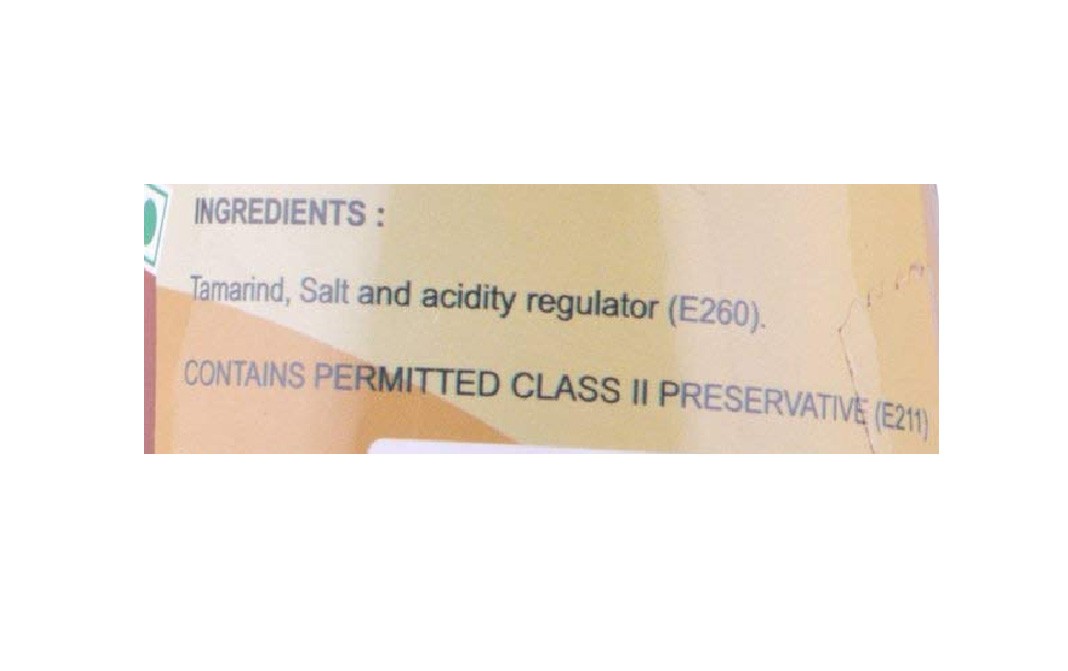 INGREDIENTS :
Tamarind, Salt and acidity regulator (E260).
CONTAINS PERMITTED CLASS II PRESERVATIVE (E211)